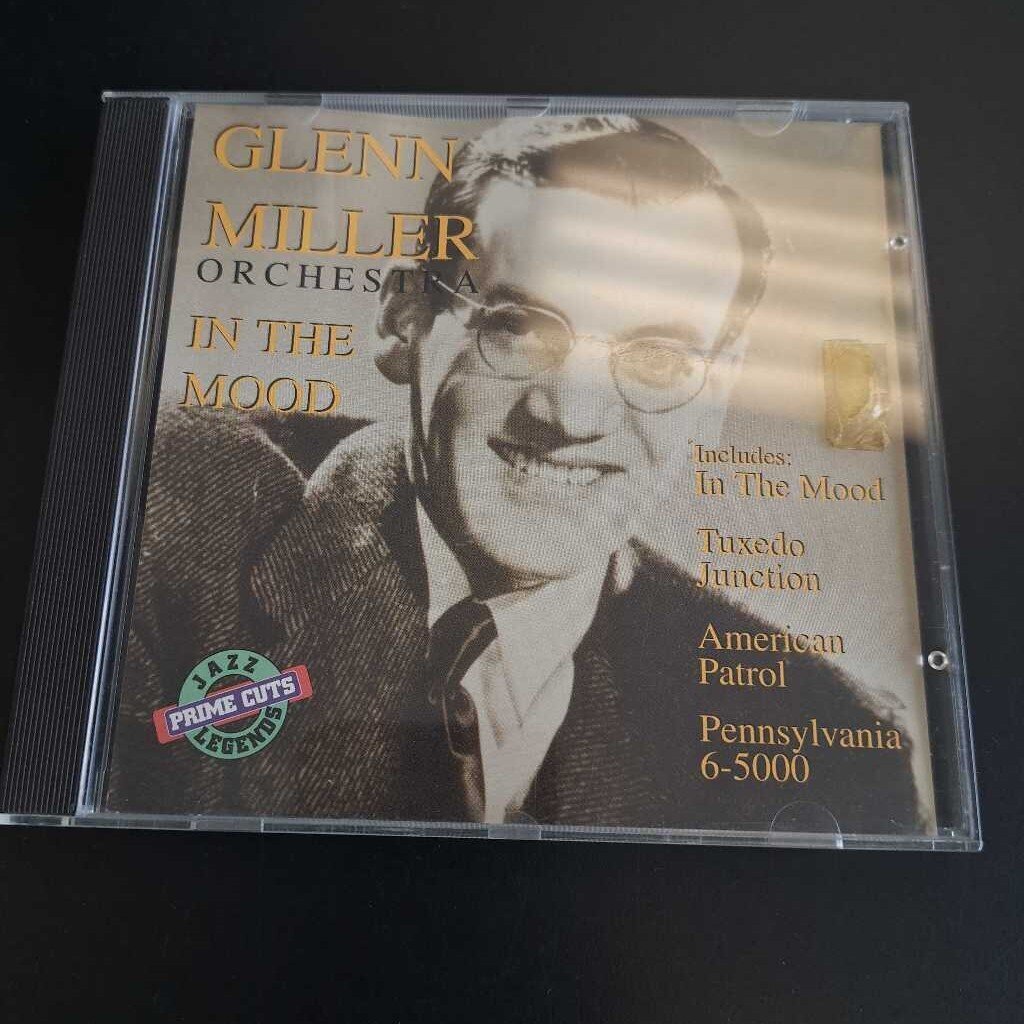 GLENN
MILLER
ORCHESTRA
IN THE
MOOD
Includes:
In The Mood
Tuxedo
Junction
American
Patrol
Pennsylvania
6-5000
JAZZ
PRIME CUTS
LEGENDS